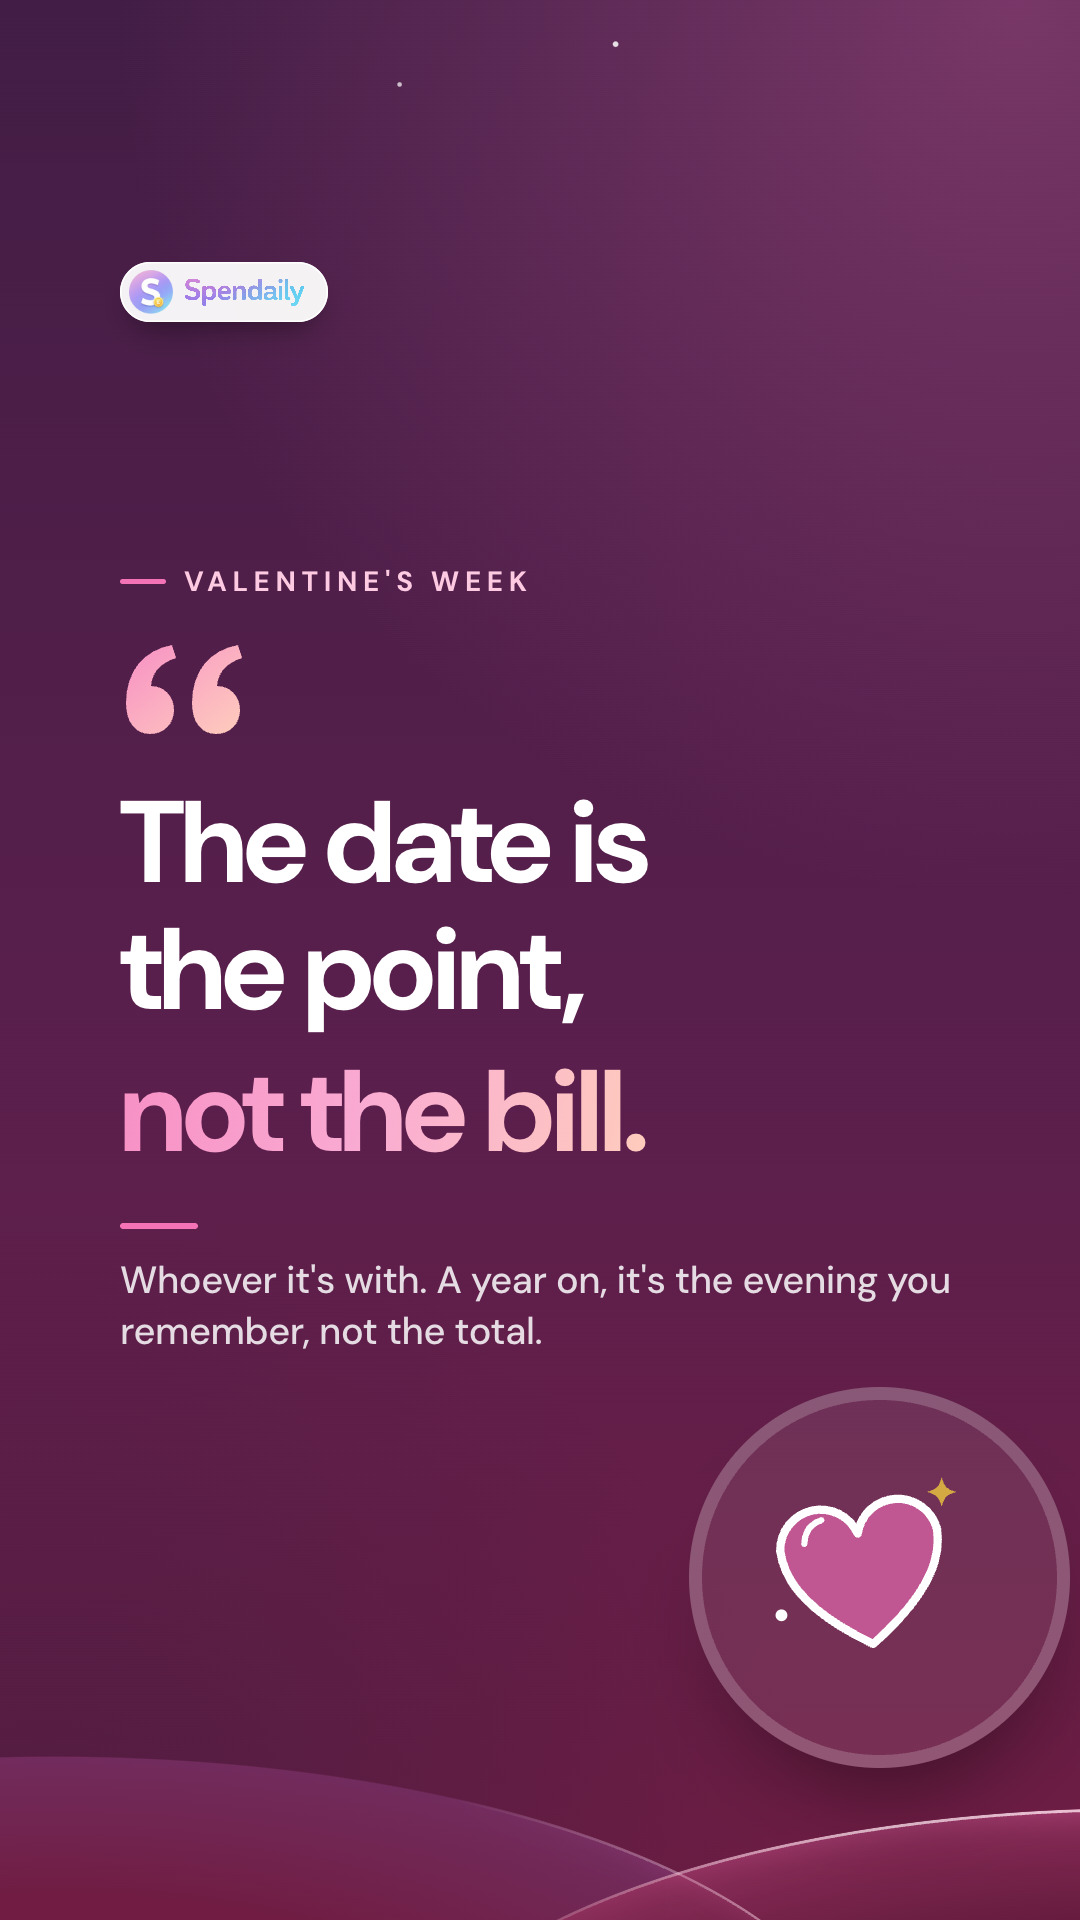 Spendaily
VALENTINE'S WEEK
“
The date is
the point,
not the bill.
Whoever it's with. A year on, it's the evening you
remember, not the total.